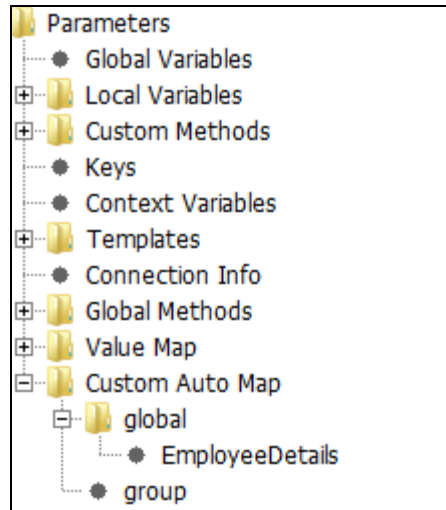 Parameters
Global Variables
Local Variables
Custom Methods
Keys
Context Variables
Templates
Connection Info
Global Methods
Value Map
Custom Auto Map
global
EmployeeDetails
group